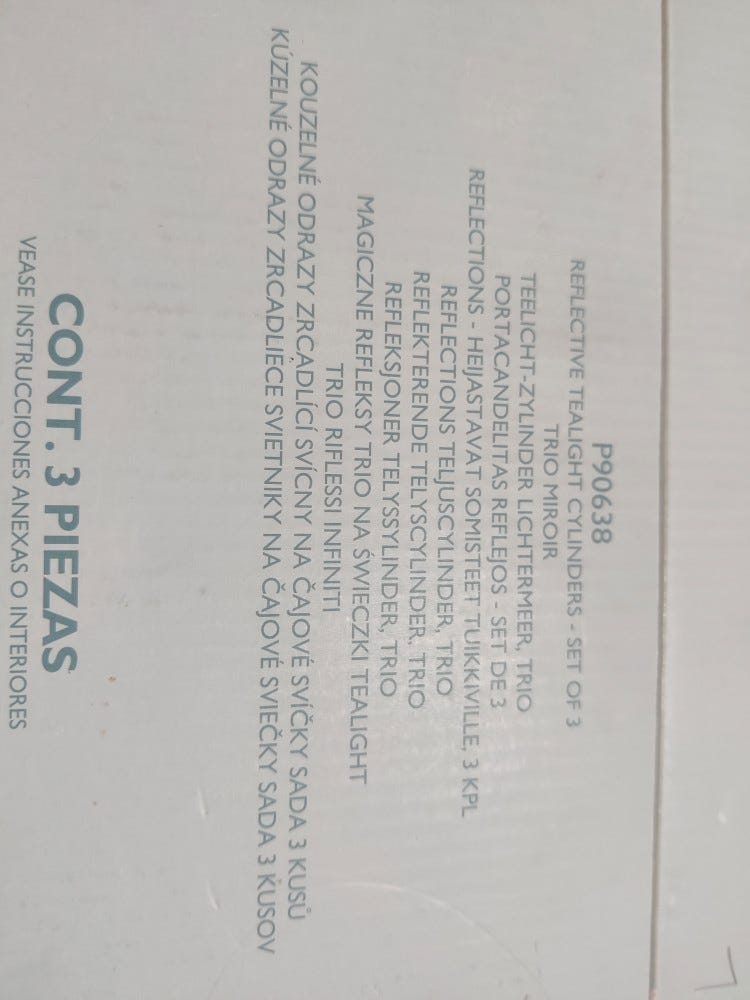 P90638
REFLECTIVE TEALIGHT CYLINDERS - SET OF 3
TRIO MIROIR
TEELICHT-ZYLINDER LICHTERMEER, TRIO
PORTACANDELITAS REFLEJOS - SET DE 3
REFLECTIONS - HEIJASTAVAT SOMISTEET TUIKKIVILLE, 3 KPL
REFLECTIONS TELJUSCYLINDER, TRIO
REFLEKTERENDE TELYSCYLINDER, TRIO
REFLEKSJONER TELYSSYLINDER, TRIO
MAGICZNE REFLEKSY TRIO NA ŚWIECZKI TEALIGHT
TRIO RIFLESSI INFINITI
KOUZELNÉ ODRAZY ZRCADLÍCÍ SVÍCNY NA ČAJOVÉ SVÍČKY SADA 3 KUSŮ
KÚZELNÉ ODRAZY ZRCADLIECE SVIETNIKY NA ČAJOVÉ SVIEČKY SADA 3 KUSOV
CONT. 3 PIEZAS
VEASE INSTRUCCIONES ANEXAS O INTERIORES